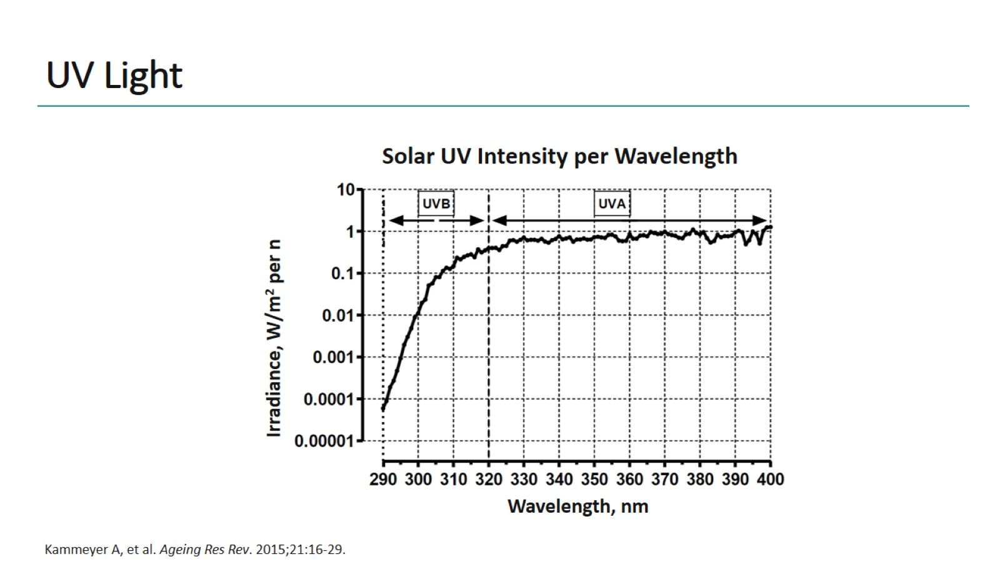 UV Light
Solar UV Intensity per Wavelength
10
1
0.1
0.01
0.001
0.0001
0.00001
UVB
UVA
Irradiance, W/m² per n
290 300 310 320 330 340 350 360 370 380 390 400
Wavelength, nm
Kammeyer A, et al. Ageing Res Rev. 2015;21:16-29.